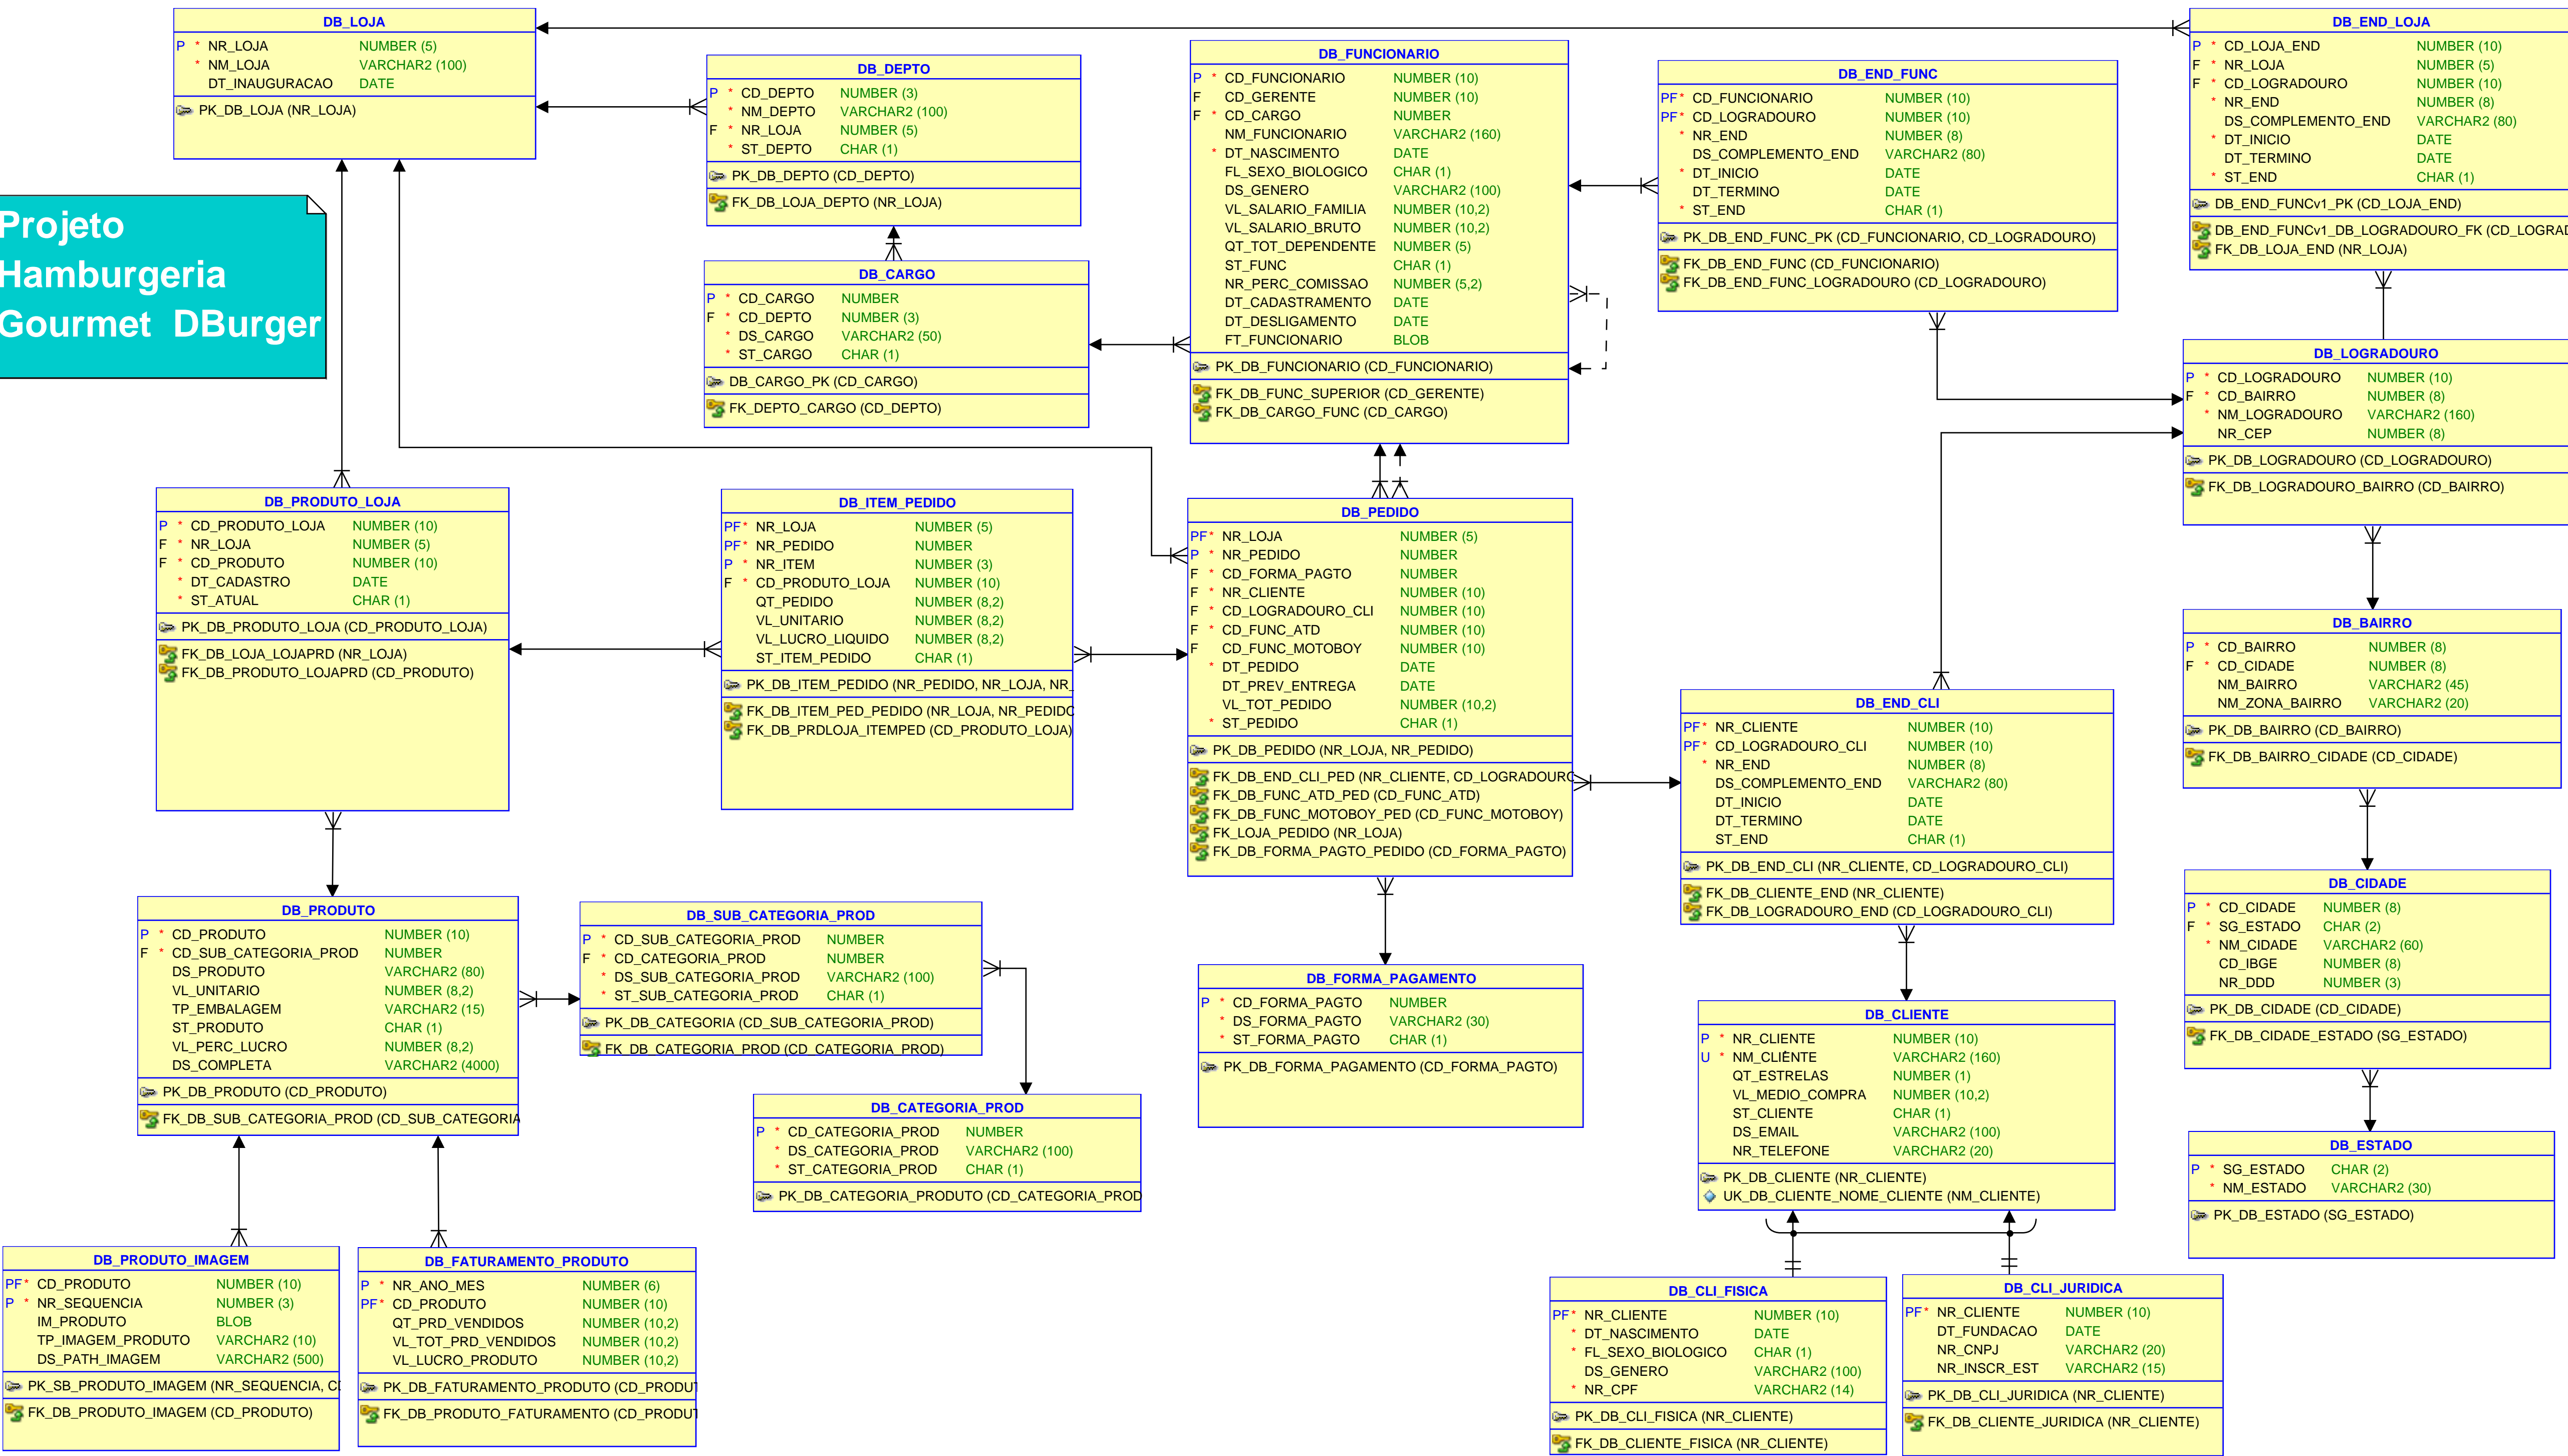 DB_LOJA
P * NR_LOJA NUMBER (5)
* NM_LOJA VARCHAR2 (100)
DT_INAUGURACAO DATE
PK_DB_LOJA (NR_LOJA)
Projeto
Hamburgeria
Gourmet DBurger
DB_DEPTO
P * CD_DEPTO NUMBER (3)
* NM_DEPTO VARCHAR2 (100)
F * NR_LOJA NUMBER (5)
* ST_DEPTO CHAR (1)
PK_DB_DEPTO (CD_DEPTO)
FK_DB_LOJA_DEPTO (NR_LOJA)
DB_CARGO
P * CD_CARGO NUMBER
F * CD_DEPTO NUMBER (3)
* DS_CARGO VARCHAR2 (50)
* ST_CARGO CHAR (1)
DB_CARGO_PK (CD_CARGO)
FK_DEPTO_CARGO (CD_DEPTO)
DB_FUNCIONARIO
P * CD_FUNCIONARIO NUMBER (10)
F CD_GERENTE NUMBER (10)
F * CD_CARGO NUMBER
NM_FUNCIONARIO VARCHAR2 (160)
* DT_NASCIMENTO DATE
FL_SEXO_BIOLOGICO CHAR (1)
DS_GENERO VARCHAR2 (100)
VL_SALARIO_FAMILIA NUMBER (10,2)
VL_SALARIO_BRUTO NUMBER (10,2)
QT_TOT_DEPENDENTE NUMBER (5)
ST_FUNC CHAR (1)
NR_PERC_COMISSAO NUMBER (5,2)
DT_CADASTRAMENTO DATE
DT_DESLIGAMENTO DATE
FT_FUNCIONARIO BLOB
PK_DB_FUNCIONARIO (CD_FUNCIONARIO)
FK_DB_FUNC_SUPERIOR (CD_GERENTE)
FK_DB_CARGO_FUNC (CD_CARGO)
DB_END_FUNC
PF * CD_FUNCIONARIO NUMBER (10)
PF * CD_LOGRADOURO NUMBER (10)
* NR_END NUMBER (8)
DS_COMPLEMENTO_END VARCHAR2 (80)
* DT_INICIO DATE
DT_TERMINO DATE
* ST_END CHAR (1)
PK_DB_END_FUNC_PK (CD_FUNCIONARIO, CD_LOGRADOURO)
FK_DB_END_FUNC (CD_FUNCIONARIO)
FK_DB_END_FUNC_LOGRADOURO (CD_LOGRADOURO)
DB_END_LOJA
P * CD_LOJA_END NUMBER (10)
F * NR_LOJA NUMBER (5)
F * CD_LOGRADOURO NUMBER (10)
* NR_END NUMBER (8)
DS_COMPLEMENTO_END VARCHAR2 (80)
* DT_INICIO DATE
DT_TERMINO DATE
* ST_END CHAR (1)
DB_END_FUNCv1_PK (CD_LOJA_END)
DB_END_FUNCv1_DB_LOGRADOURO_FK (CD_LOGRAD
FK_DB_LOJA_END (NR_LOJA)
DB_LOGRADOURO
P * CD_LOGRADOURO NUMBER (10)
F * CD_BAIRRO NUMBER (8)
* NM_LOGRADOURO VARCHAR2 (160)
NR_CEP NUMBER (8)
PK_DB_LOGRADOURO (CD_LOGRADOURO)
FK_DB_LOGRADOURO_BAIRRO (CD_BAIRRO)
DB_PRODUTO_LOJA
P * CD_PRODUTO_LOJA NUMBER (10)
F * NR_LOJA NUMBER (5)
F * CD_PRODUTO NUMBER (10)
* DT_CADASTRO DATE
* ST_ATUAL CHAR (1)
PK_DB_PRODUTO_LOJA (CD_PRODUTO_LOJA)
FK_DB_LOJA_LOJAPRD (NR_LOJA)
FK_DB_PRODUTO_LOJAPRD (CD_PRODUTO)
DB_ITEM_PEDIDO
PF * NR_LOJA NUMBER (5)
PF * NR_PEDIDO NUMBER
P * NR_ITEM NUMBER (3)
F * CD_PRODUTO_LOJA NUMBER (10)
QT_PEDIDO NUMBER (8,2)
VL_UNITARIO NUMBER (8,2)
VL_LUCRO_LIQUIDO NUMBER (8,2)
ST_ITEM_PEDIDO CHAR (1)
PK_DB_ITEM_PEDIDO (NR_PEDIDO, NR_LOJA, NR_
FK_DB_ITEM_PED_PEDIDO (NR_LOJA, NR_PEDIDO
FK_DB_PRDLOJA_ITEMPED (CD_PRODUTO_LOJA)
DB_PEDIDO
PF * NR_LOJA NUMBER (5)
P * NR_PEDIDO NUMBER
F * CD_FORMA_PAGTO NUMBER
F * NR_CLIENTE NUMBER (10)
F * CD_LOGRADOURO_CLI NUMBER (10)
F * CD_FUNC_ATD NUMBER (10)
F CD_FUNC_MOTOBOY NUMBER (10)
* DT_PEDIDO DATE
DT_PREV_ENTREGA DATE
VL_TOT_PEDIDO NUMBER (10,2)
* ST_PEDIDO CHAR (1)
PK_DB_PEDIDO (NR_LOJA, NR_PEDIDO)
FK_DB_END_CLI_PED (NR_CLIENTE, CD_LOGRADOURO
FK_DB_FUNC_ATD_PED (CD_FUNC_ATD)
FK_DB_FUNC_MOTOBOY_PED (CD_FUNC_MOTOBOY)
FK_LOJA_PEDIDO (NR_LOJA)
FK_DB_FORMA_PAGTO_PEDIDO (CD_FORMA_PAGTO)
DB_END_CLI
PF * NR_CLIENTE NUMBER (10)
PF * CD_LOGRADOURO_CLI NUMBER (10)
* NR_END NUMBER (8)
DS_COMPLEMENTO_END VARCHAR2 (80)
DT_INICIO DATE
DT_TERMINO DATE
ST_END CHAR (1)
PK_DB_END_CLI (NR_CLIENTE, CD_LOGRADOURO_CLI)
FK_DB_CLIENTE_END (NR_CLIENTE)
FK_DB_LOGRADOURO_END (CD_LOGRADOURO_CLI)
DB_BAIRRO
P * CD_BAIRRO NUMBER (8)
F * CD_CIDADE NUMBER (8)
NM_BAIRRO VARCHAR2 (45)
NM_ZONA_BAIRRO VARCHAR2 (20)
PK_DB_BAIRRO (CD_BAIRRO)
FK_DB_BAIRRO_CIDADE (CD_CIDADE)
DB_CIDADE
P * CD_CIDADE NUMBER (8)
F * SG_ESTADO CHAR (2)
* NM_CIDADE VARCHAR2 (60)
CD_IBGE NUMBER (8)
NR_DDD NUMBER (3)
PK_DB_CIDADE (CD_CIDADE)
FK_DB_CIDADE_ESTADO (SG_ESTADO)
DB_PRODUTO
P * CD_PRODUTO NUMBER (10)
F * CD_SUB_CATEGORIA_PROD NUMBER
DS_PRODUTO VARCHAR2 (80)
VL_UNITARIO NUMBER (8,2)
TP_EMBALAGEM VARCHAR2 (15)
ST_PRODUTO CHAR (1)
VL_PERC_LUCRO NUMBER (8,2)
DS_COMPLETA VARCHAR2 (4000)
PK_DB_PRODUTO (CD_PRODUTO)
FK_DB_SUB_CATEGORIA_PROD (CD_SUB_CATEGORIA
DB_SUB_CATEGORIA_PROD
P * CD_SUB_CATEGORIA_PROD NUMBER
F * CD_CATEGORIA_PROD NUMBER
* DS_SUB_CATEGORIA_PROD VARCHAR2 (100)
* ST_SUB_CATEGORIA_PROD CHAR (1)
PK_DB_CATEGORIA (CD_SUB_CATEGORIA_PROD)
FK_DB_CATEGORIA_PROD (CD_CATEGORIA_PROD)
DB_CATEGORIA_PROD
P * CD_CATEGORIA_PROD NUMBER
* DS_CATEGORIA_PROD VARCHAR2 (100)
* ST_CATEGORIA_PROD CHAR (1)
PK_DB_CATEGORIA_PRODUTO (CD_CATEGORIA_PROD
DB_FORMA_PAGAMENTO
P * CD_FORMA_PAGTO NUMBER
* DS_FORMA_PAGTO VARCHAR2 (30)
* ST_FORMA_PAGTO CHAR (1)
PK_DB_FORMA_PAGAMENTO (CD_FORMA_PAGTO)
DB_CLIENTE
P * NR_CLIENTE NUMBER (10)
U * NM_CLIENTE VARCHAR2 (160)
QT_ESTRELAS NUMBER (1)
VL_MEDIO_COMPRA NUMBER (10,2)
ST_CLIENTE CHAR (1)
DS_EMAIL VARCHAR2 (100)
NR_TELEFONE VARCHAR2 (20)
PK_DB_CLIENTE (NR_CLIENTE)
UK_DB_CLIENTE_NOME_CLIENTE (NM_CLIENTE)
DB_ESTADO
P * SG_ESTADO CHAR (2)
* NM_ESTADO VARCHAR2 (30)
PK_DB_ESTADO (SG_ESTADO)
DB_PRODUTO_IMAGEM
PF * CD_PRODUTO NUMBER (10)
P * NR_SEQUENCIA NUMBER (3)
IM_PRODUTO BLOB
TP_IMAGEM_PRODUTO VARCHAR2 (10)
DS_PATH_IMAGEM VARCHAR2 (500)
PK_SB_PRODUTO_IMAGEM (NR_SEQUENCIA, C
FK_DB_PRODUTO_IMAGEM (CD_PRODUTO)
DB_FATURAMENTO_PRODUTO
P * NR_ANO_MES NUMBER (6)
PF * CD_PRODUTO NUMBER (10)
QT_PRD_VENDIDOS NUMBER (10,2)
VL_TOT_PRD_VENDIDOS NUMBER (10,2)
VL_LUCRO_PRODUTO NUMBER (10,2)
PK_DB_FATURAMENTO_PRODUTO (CD_PRODUT
FK_DB_PRODUTO_FATURAMENTO (CD_PRODUT
DB_CLI_FISICA
PF * NR_CLIENTE NUMBER (10)
* DT_NASCIMENTO DATE
* FL_SEXO_BIOLOGICO CHAR (1)
DS_GENERO VARCHAR2 (100)
* NR_CPF VARCHAR2 (14)
PK_DB_CLI_FISICA (NR_CLIENTE)
FK_DB_CLIENTE_FISICA (NR_CLIENTE)
DB_CLI_JURIDICA
PF * NR_CLIENTE NUMBER (10)
DT_FUNDACAO DATE
NR_CNPJ VARCHAR2 (20)
NR_INSCR_EST VARCHAR2 (15)
PK_DB_CLI_JURIDICA (NR_CLIENTE)
FK_DB_CLIENTE_JURIDICA (NR_CLIENTE)